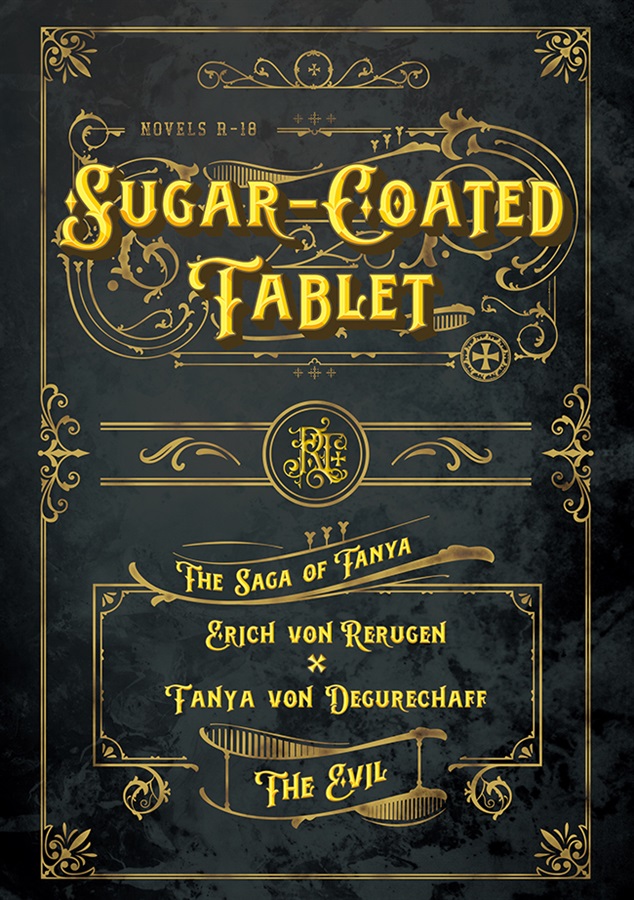 NOVELS R-18
SUGAR-COATED
TABLET
THE SAGA OF TANYA
ERICH VON RERUGEN
×
TANYA VON DEGURECHAFF
THE EVIL